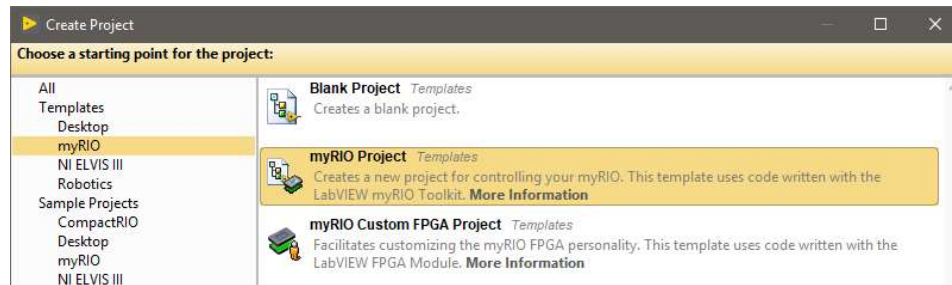 Create Project
Choose a starting point for the project:
All
Templates
Desktop
myRIO
NI ELVIS III
Robotics
Sample Projects
CompactRIO
Desktop
myRIO
NI ELVIS III
Blank Project Templates
Creates a blank project.
myRIO Project Templates
Creates a new project for controlling your myRIO. This template uses code written with the
LabVIEW myRIO Toolkit. More Information
myRIO Custom FPGA Project Templates
Facilitates customizing the myRIO FPGA personality. This template uses code written with the
LabVIEW FPGA Module. More Information